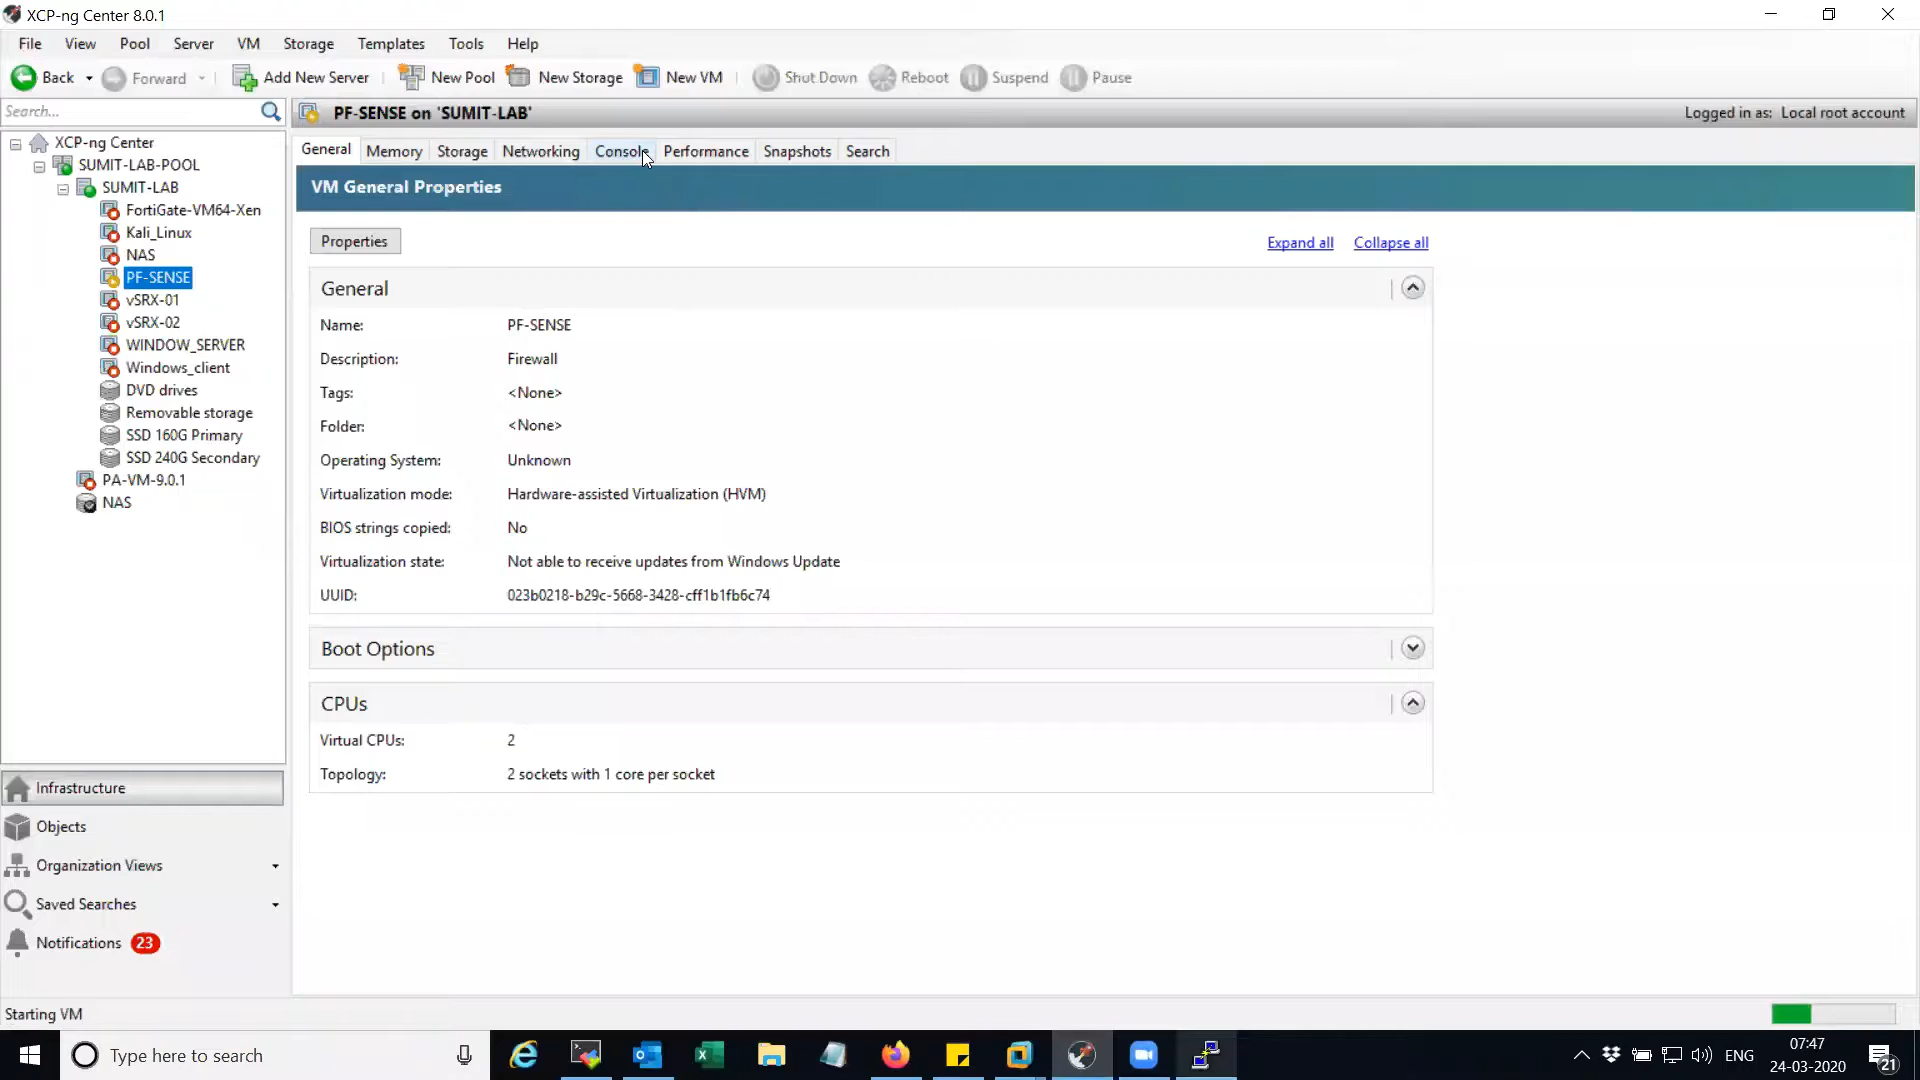 XCP-ng Center 8.0.1
File View Pool Server VM Storage Templates Tools Help
Back Forward Add New Server New Pool New Storage New VM Shut Down Reboot Suspend Pause
Search...
PF-SENSE on 'SUMIT-LAB' Logged in as: Local root account
XCP-ng Center
SUMIT-LAB-POOL
SUMIT-LAB
FortiGate-VM64-Xen
Kali_Linux
NAS
PF-SENSE
vSRX-01
vSRX-02
WINDOW_SERVER
Windows_client
DVD drives
Removable storage
SSD 160G Primary
SSD 240G Secondary
PA-VM-9.0.1
NAS
General Memory Storage Networking Console Performance Snapshots Search
VM General Properties
Properties Expand all Collapse all
General
Name: PF-SENSE
Description: Firewall
Tags: <None>
Folder: <None>
Operating System: Unknown
Virtualization mode: Hardware-assisted Virtualization (HVM)
BIOS strings copied: No
Virtualization state: Not able to receive updates from Windows Update
UUID: 023b0218-b29c-5668-3428-cff1b1fb6c74
Boot Options
CPUs
Virtual CPUs: 2
Topology: 2 sockets with 1 core per socket
Infrastructure
Objects
Organization Views
Saved Searches
Notifications 23
Starting VM
Type here to search
ENG
07:47
24-03-2020
21